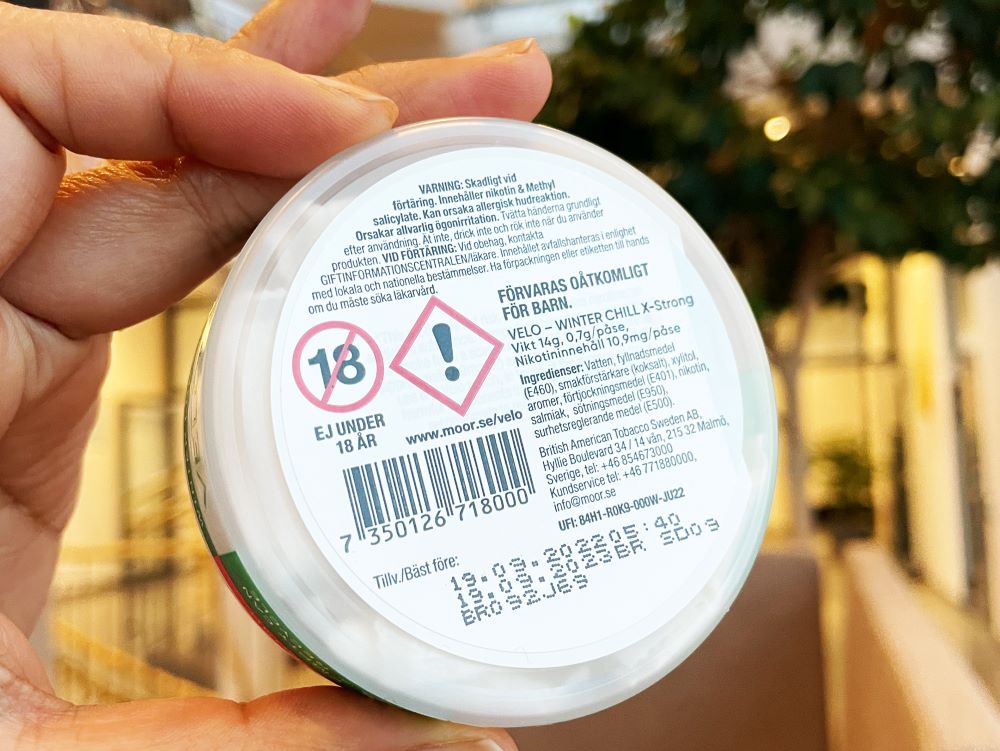 VARNING: Skadligt vid
förtäring. Innehåller nikotin & Methyl
salicylate. Kan orsaka allergisk hudreaktion.
Orsakar allvarlig ögonirritation. Tvätta händerna grundligt
efter användning. Ät inte, drick inte och rök inte när du använder
produkten. VID FÖRTÄRING: Vid obehag, kontakta
GIFTINFORMATIONSCENTRALEN/läkare. Innehållet avfallshanteras i enlighet
med lokala och nationella bestämmelser. Ha förpackningen eller etiketten till hands
om du måste söka läkarvård.
18
EJ UNDER
18 ÅR
www.moor.se/velo
7 350126 718000
FÖRVARAS OÅTKOMLIGT
FÖR BARN.
VELO – WINTER CHILL X-Strong
Vikt 14g, 0,7g/påse,
Nikotininnehåll 10,9mg/påse
Ingredienser: Vatten, fyllnadsmedel
(E460), smakförstärkare (koksalt), xylitol,
aromer, förtjockningsmedel (E401), nikotin,
salmiak, sötningsmedel (E950),
surhetsreglerande medel (E500).
British American Tobacco Sweden AB,
Hyllie Boulevard 34 / 14 vån, 215 32 Malmö,
Sverige, tel: +46 854673000
Kundservice tel: +46 771880000,
info@moor.se
UFI: 84H1-R0K9-000W-JU22
Tillv./Bäst före:
19.09.2022 05:40